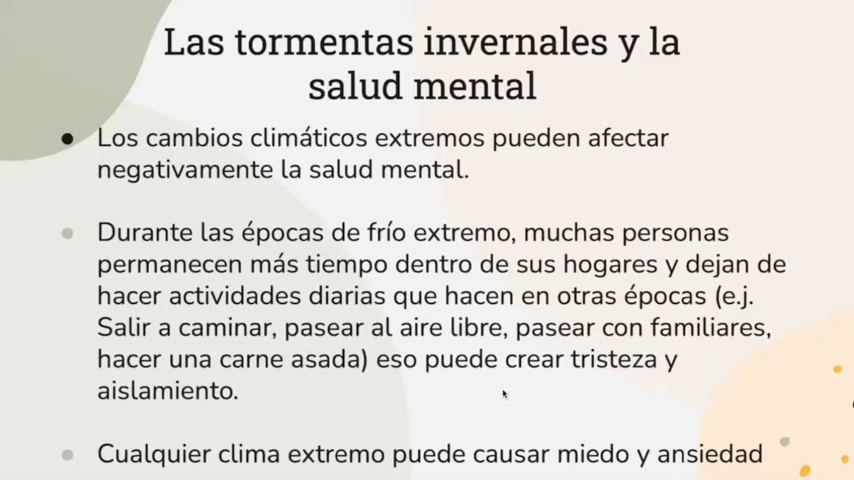 Las tormentas invernales y la
salud mental
● Los cambios climáticos extremos pueden afectar
negativamente la salud mental.
● Durante las épocas de frío extremo, muchas personas
permanecen más tiempo dentro de sus hogares y dejan de
hacer actividades diarias que hacen en otras épocas (e.j.
Salir a caminar, pasear al aire libre, pasear con familiares,
hacer una carne asada) eso puede crear tristeza y
aislamiento.
● Cualquier clima extremo puede causar miedo y ansiedad